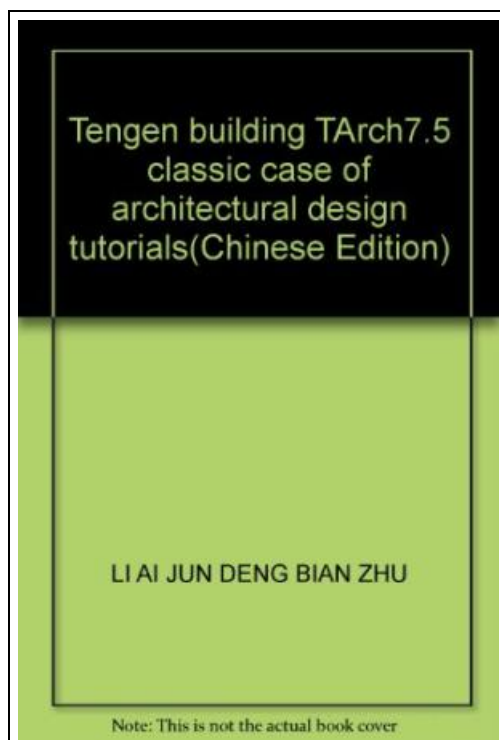 Tengen building TArch7.5
classic case of
architectural design
tutorials(Chinese Edition)
LI AI JUN DENG BIAN ZHU
Note: This is not the actual book cover